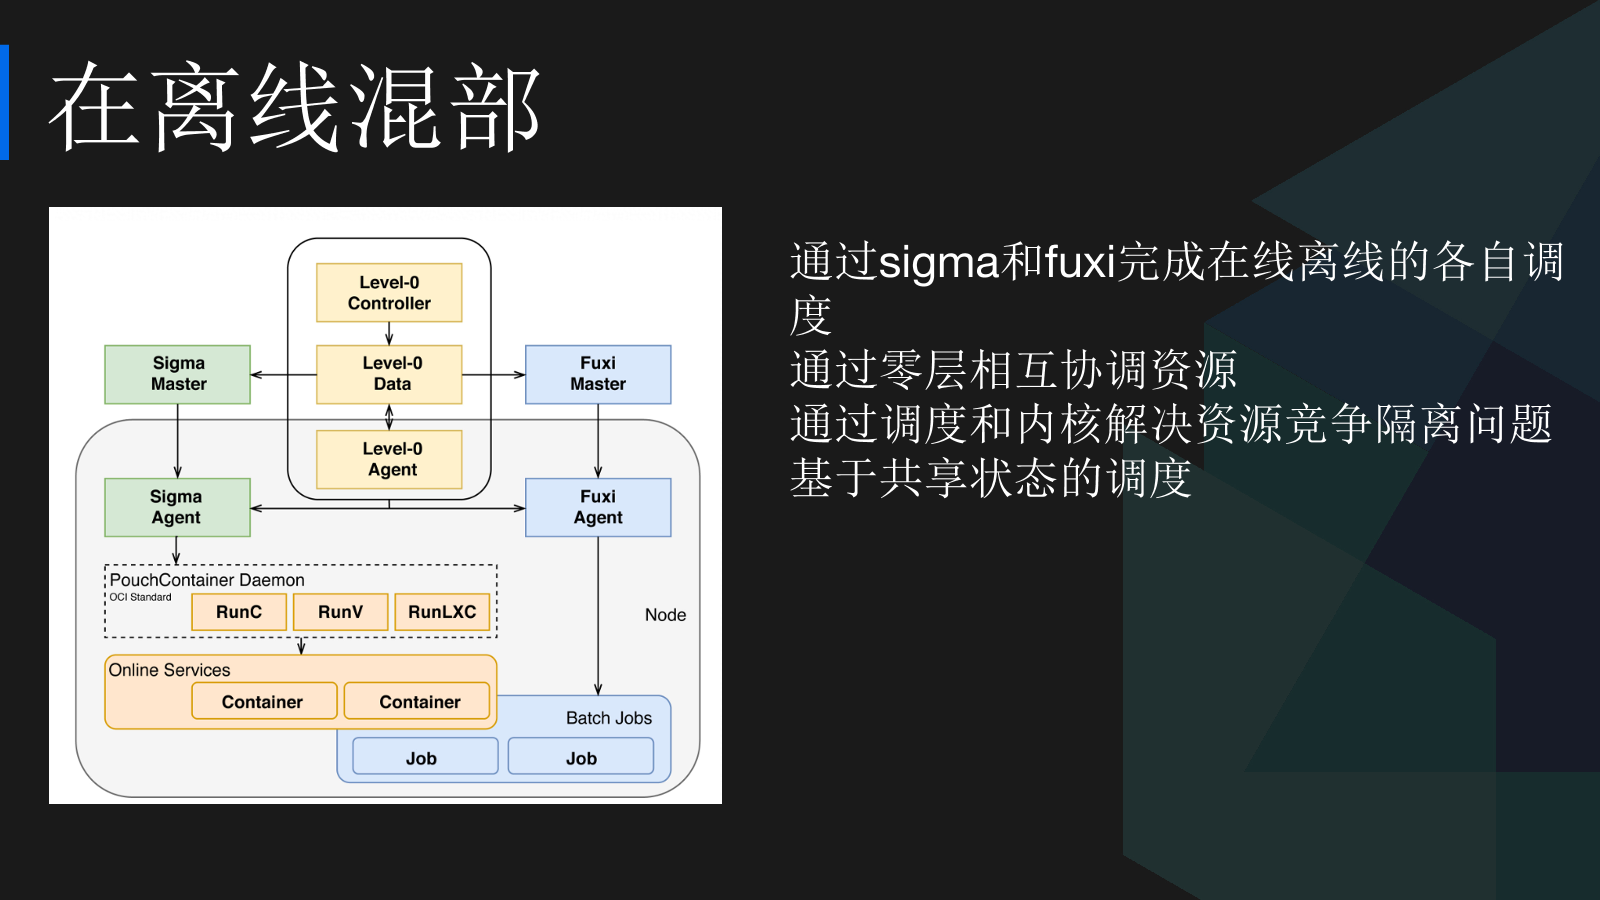 在离线混部
Level-0
Controller
Sigma
Master
Level-0
Data
Fuxi
Master
Level-0
Agent
Sigma
Agent
Fuxi
Agent
PouchContainer Daemon
OCI Standard
RunC
RunV
RunLXC
Node
Online Services
Container
Container
Batch Jobs
Job
Job
通过sigma和fuxi完成在线离线的各自调
度
通过零层相互协调资源
通过调度和内核解决资源竞争隔离问题
基于共享状态的调度